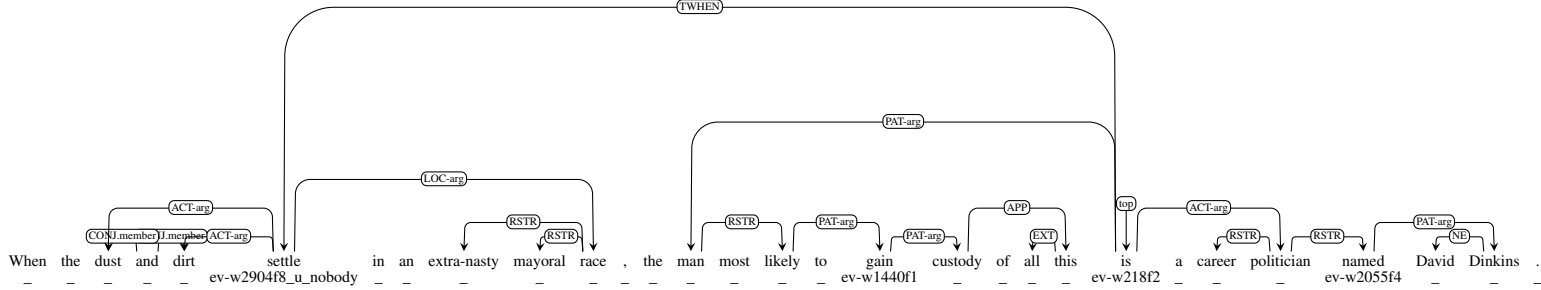 TWHEN
PAT-arg
LOC-arg
top
ACT-arg APP ACT-arg
RSTR RSTR PAT-arg RSTR PAT-arg
CONJ.member J.member ACT-arg RSTR PAT-arg EXT RSTR RSTR NE
When the dust and dirt settle in an extra-nasty mayoral race , the man most likely to gain custody of all this is a career politician named David Dinkins .
_ _ _ _ _ ev-w2904f8_u_nobody _ _ _ _ _ _ _ _ _ _ _ ev-w1440f1 _ _ _ _ ev-w218f2 _ _ _ ev-w2055f4 _ _ _